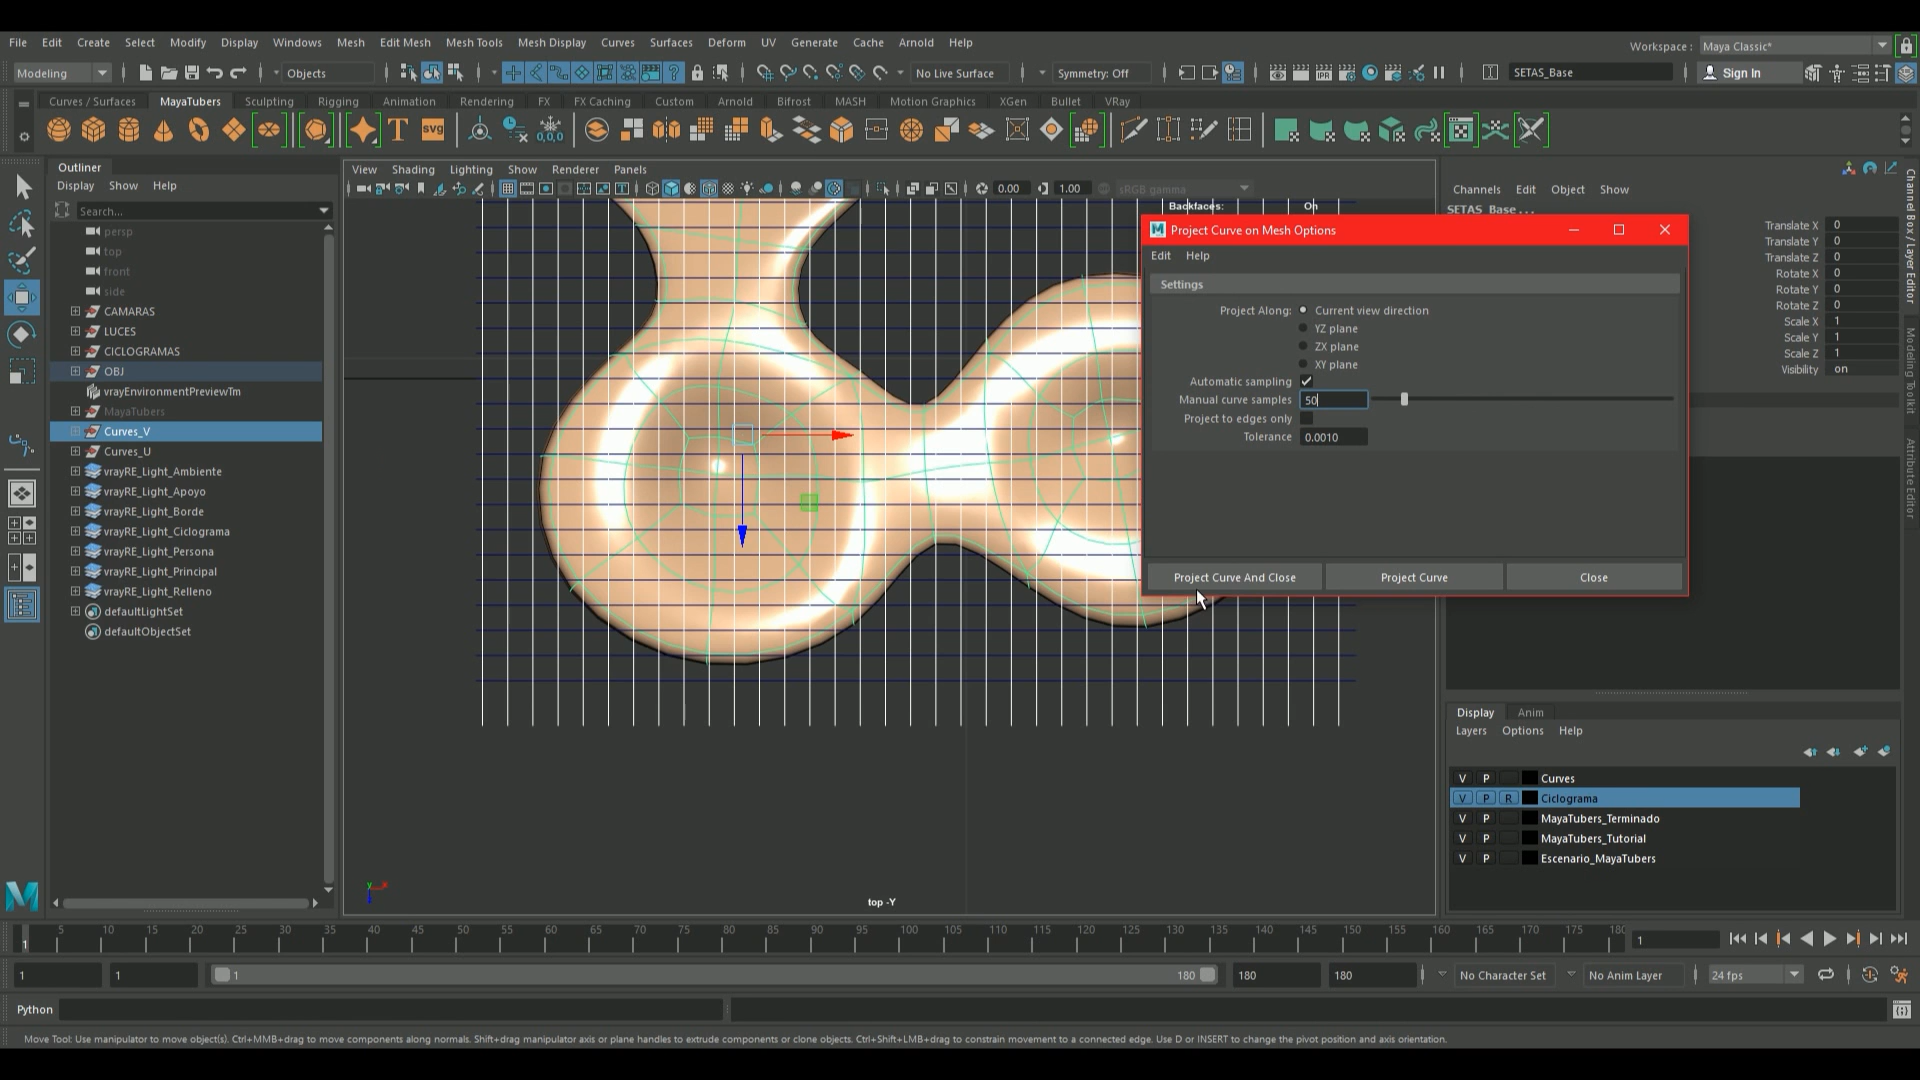 File Edit Create Select Modify Display Windows Mesh Edit Mesh Mesh Tools Mesh Display Curves Surfaces Deform UV Generate Cache Arnold Help
Workspace : Maya Classic*
Modeling Objects No Live Surface Symmetry: Off SETAS_Base Sign In
Curves / Surfaces MayaTubers Sculpting Rigging Animation Rendering FX FX Caching Custom Arnold Bifrost MASH Motion Graphics XGen Bullet VRay
T svg 0,0,0
Outliner
Display Show Help
Search...
persp
top
front
side
CAMARAS
LUCES
CICLOGRAMAS
OBJ
vrayEnvironmentPreviewTm
MayaTubers
Curves_V
Curves_U
vrayRE_Light_Ambiente
vrayRE_Light_Apoyo
vrayRE_Light_Borde
vrayRE_Light_Ciclograma
vrayRE_Light_Persona
vrayRE_Light_Principal
vrayRE_Light_Relleno
defaultLightSet
defaultObjectSet
View Shading Lighting Show Renderer Panels
0.00 1.00 sRGB gamma
Backfaces: On
top -Y
Project Curve on Mesh Options
Edit Help
Settings
Project Along: Current view direction
YZ plane
ZX plane
XY plane
Automatic sampling
Manual curve samples 50
Project to edges only
Tolerance 0.0010
Project Curve And Close Project Curve Close
Channels Edit Object Show
SETAS_Base...
Translate X 0
Translate Y 0
Translate Z 0
Rotate X 0
Rotate Y 0
Rotate Z 0
Scale X 1
Scale Y 1
Scale Z 1
Visibility on
Channel Box / Layer Editor
Modeling Toolkit
Attribute Editor
Display Anim
Layers Options Help
V P Curves
V P R Ciclograma
V P MayaTubers_Terminado
V P MayaTubers_Tutorial
V P Escenario_MayaTubers
5 10 15 20 25 30 35 40 45 50 55 60 65 70 75 80 85 90 95 100 105 110 115 120 125 130 135 140 145 150 155 160 165 170 175 180
1 1
1 1 1 180 180 180 No Character Set No Anim Layer 24 fps
Python
Move Tool: Use manipulator to move object(s). Ctrl+MMB+drag to move components along normals. Shift+drag manipulator axis or plane handles to extrude components or clone objects. Ctrl+Shift+LMB+drag to constrain movement to a connected edge. Use D or INSERT to change the pivot position and axis orientation.